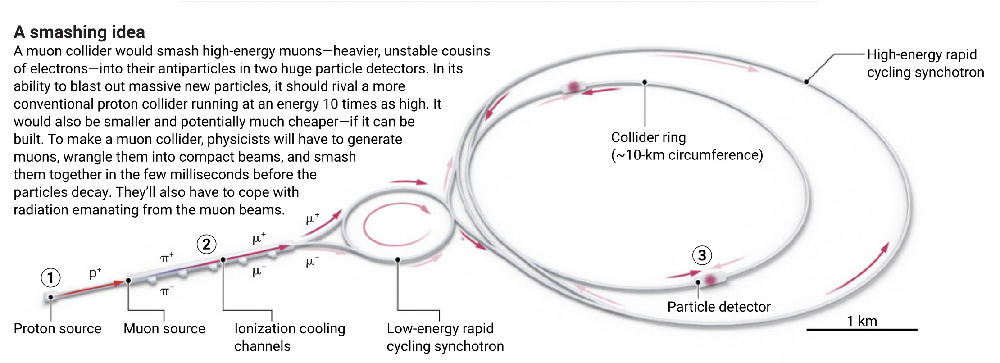 A smashing idea
A muon collider would smash high-energy muons—heavier, unstable cousins
of electrons—into their antiparticles in two huge particle detectors. In its
ability to blast out massive new particles, it should rival a more
conventional proton collider running at an energy 10 times as high. It
would also be smaller and potentially much cheaper—if it can be
built. To make a muon collider, physicists will have to generate
muons, wrangle them into compact beams, and smash
them together in the few milliseconds before the
particles decay. They’ll also have to cope with
radiation emanating from the muon beams.
High-energy rapid
cycling synchotron
Collider ring
(~10-km circumference)
μ⁺
μ⁺
2
π⁺
3
μ⁻
μ⁻
1
p⁺
π⁻
Particle detector
1 km
Proton source
Muon source
Ionization cooling
channels
Low-energy rapid
cycling synchotron